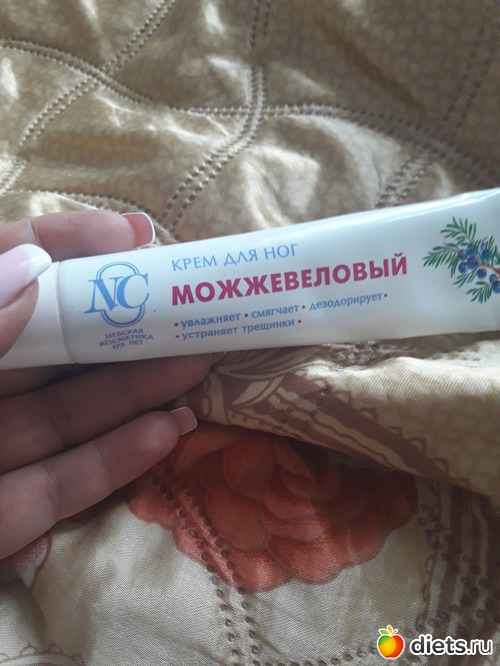 КРЕМ ДЛЯ НОГ
МОЖЖЕВЕЛОВЫЙ
• увлажняет • смягчает • дезодорирует •
• устраняет трещинки •
NC
НЕВСКАЯ
КОСМЕТИКА
175 ЛЕТ
diets.ru